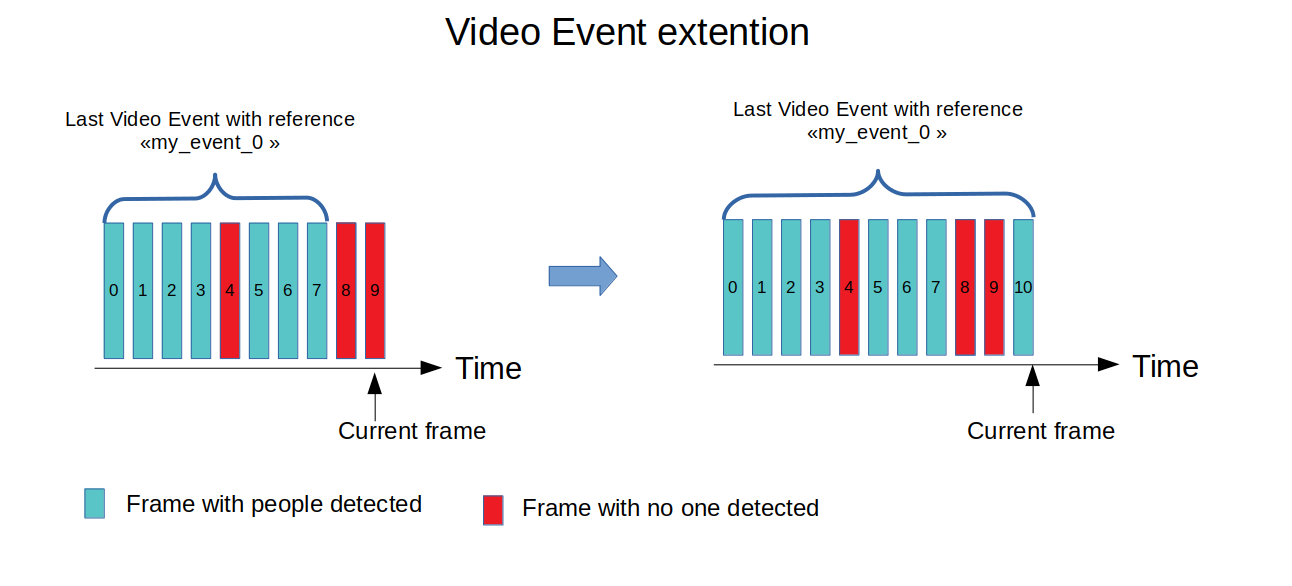 Video Event extention
Last Video Event with reference
«my_event_0 »
Last Video Event with reference
«my_event_0 »
0 1 2 3 4 5 6 7 8 9
0 1 2 3 4 5 6 7 8 9 10
Time
Time
Current frame
Current frame
Frame with people detected
Frame with no one detected